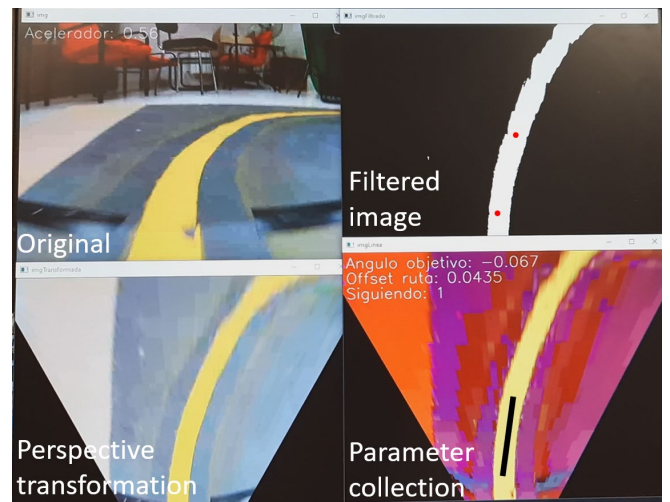 img
Acelerador: 0.56
Original
imgFiltrado
Filtered
image
imgTransformada
Perspective
transformation
imgLinea
Angulo objetivo: −0.067
Offset ruta: 0.0435
Siguiendo: 1
Parameter
collection